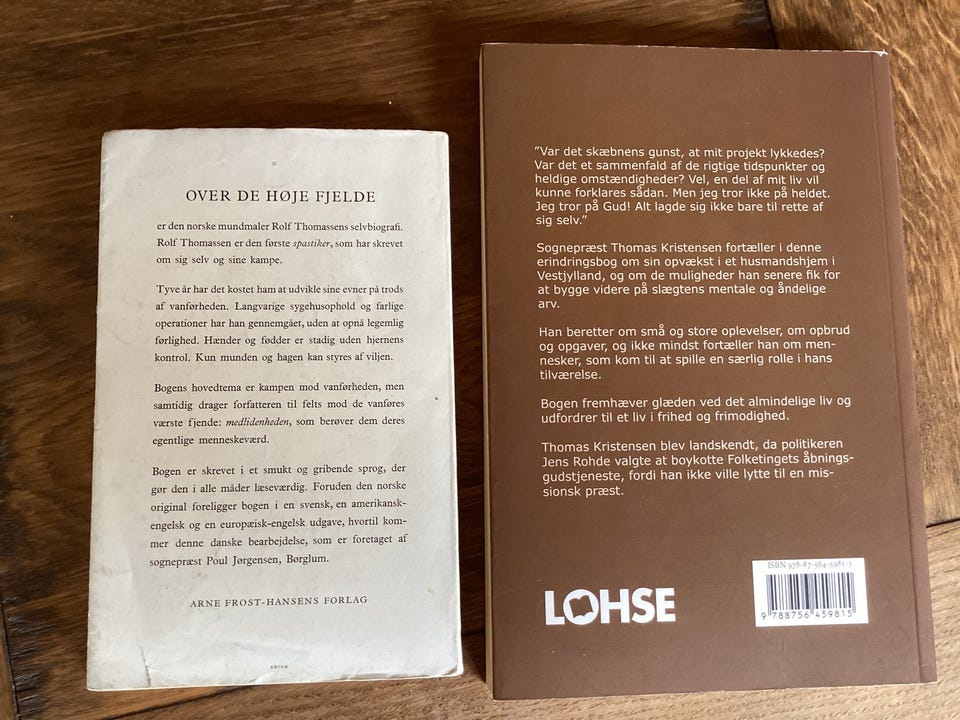 OVER DE HØJE FJELDE
er den norske mundmaler Rolf Thomassens selvbiografi.
Rolf Thomassen er den første spastiker, som har skrevet
om sig selv og sine kampe.
Tyve år har det kostet ham at udvikle sine evner på trods
af vanførheden. Langvarige sygehusophold og farlige
operationer har han gennemgået, uden at opnå legemlig
førlighed. Hænder og fødder er stadig uden hjernens
kontrol. Kun munden og hagen kan styres af viljen.
Bogens hovedtema er kampen mod vanførheden, men
samtidig drager forfatteren til felts mod de vanføres
værste fjende: medlidenheden, som berøver dem deres
egentlige menneskeværd.
Bogen er skrevet i et smukt og gribende sprog, der
gør den i alle måder læseværdig. Foruden den norske
original foreligger bogen i en svensk, en amerikansk-
engelsk og en europæisk-engelsk udgave, hvortil kom-
mer denne danske bearbejdelse, som er foretaget af
sognepræst Poul Jørgensen, Børglum.
ARNE FROST-HANSENS FORLAG
"Var det skæbnens gunst, at mit projekt lykkedes?
Var det et sammenfald af de rigtige tidspunkter og
heldige omstændigheder? Vel, en del af mit liv vil
kunne forklares sådan. Men jeg tror ikke på heldet.
Jeg tror på Gud! Alt lagde sig ikke bare til rette af
sig selv."
Sognepræst Thomas Kristensen fortæller i denne
erindringsbog om sin opvækst i et husmandshjem i
Vestjylland, og om de muligheder han senere fik for
at bygge videre på slægtens mentale og åndelige
arv.
Han beretter om små og store oplevelser, om opbrud
og opgaver, og ikke mindst fortæller han om men-
nesker, som kom til at spille en særlig rolle i hans
tilværelse.
Bogen fremhæver glæden ved det almindelige liv og
udfordrer til et liv i frihed og frimodighed.
Thomas Kristensen blev landskendt, da politikeren
Jens Rohde valgte at boykotte Folketingets åbnings-
gudstjeneste, fordi han ikke ville lytte til en mis-
sionsk præst.
LOHSE
ISBN 978-87-564-5981-5
9 788756 459815